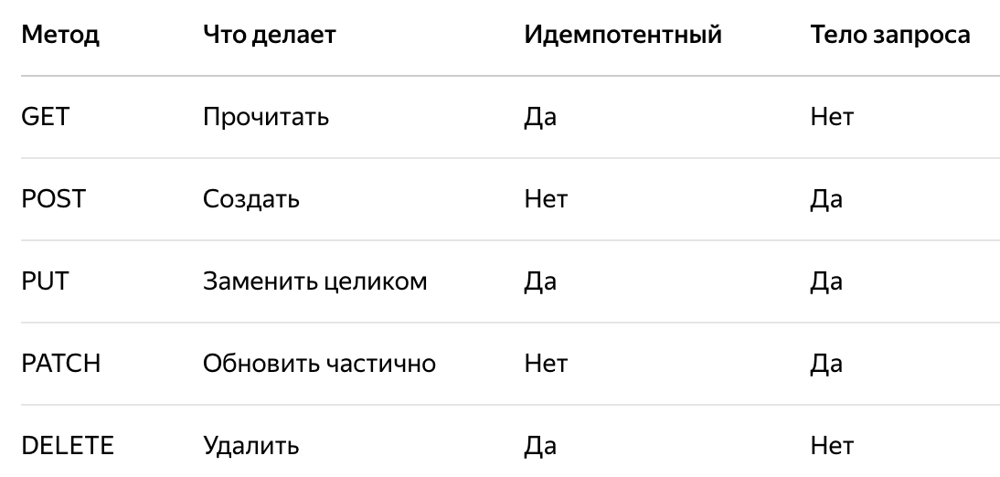 Метод Что делает Идемпотентный Тело запроса
GET Прочитать Да Нет
POST Создать Нет Да
PUT Заменить целиком Да Да
PATCH Обновить частично Нет Да
DELETE Удалить Да Нет